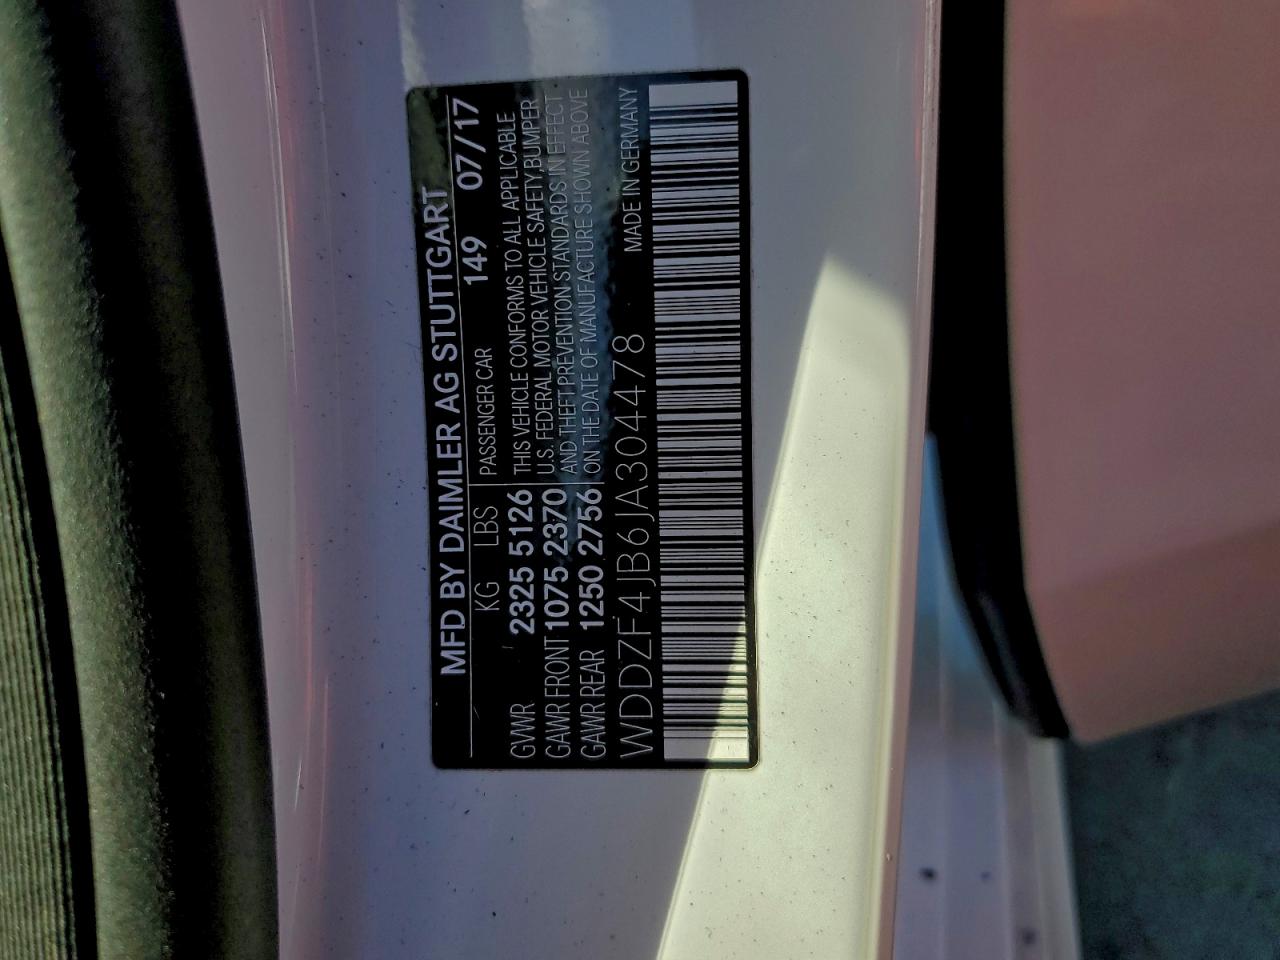 MFD BY DAIMLER AG STUTTGART
KG LBS PASSENGER CAR 149 07/17
GVWR 2325 5126 THIS VEHICLE CONFORMS TO ALL APPLICABLE
U.S. FEDERAL MOTOR VEHICLE SAFETY,BUMPER
GAWR FRONT 1075 2370 AND THEFT PREVENTION STANDARDS IN EFFECT
GAWR REAR 1250 2756 ON THE DATE OF MANUFACTURE SHOWN ABOVE
WDDZF4JB6JA304478 MADE IN GERMANY